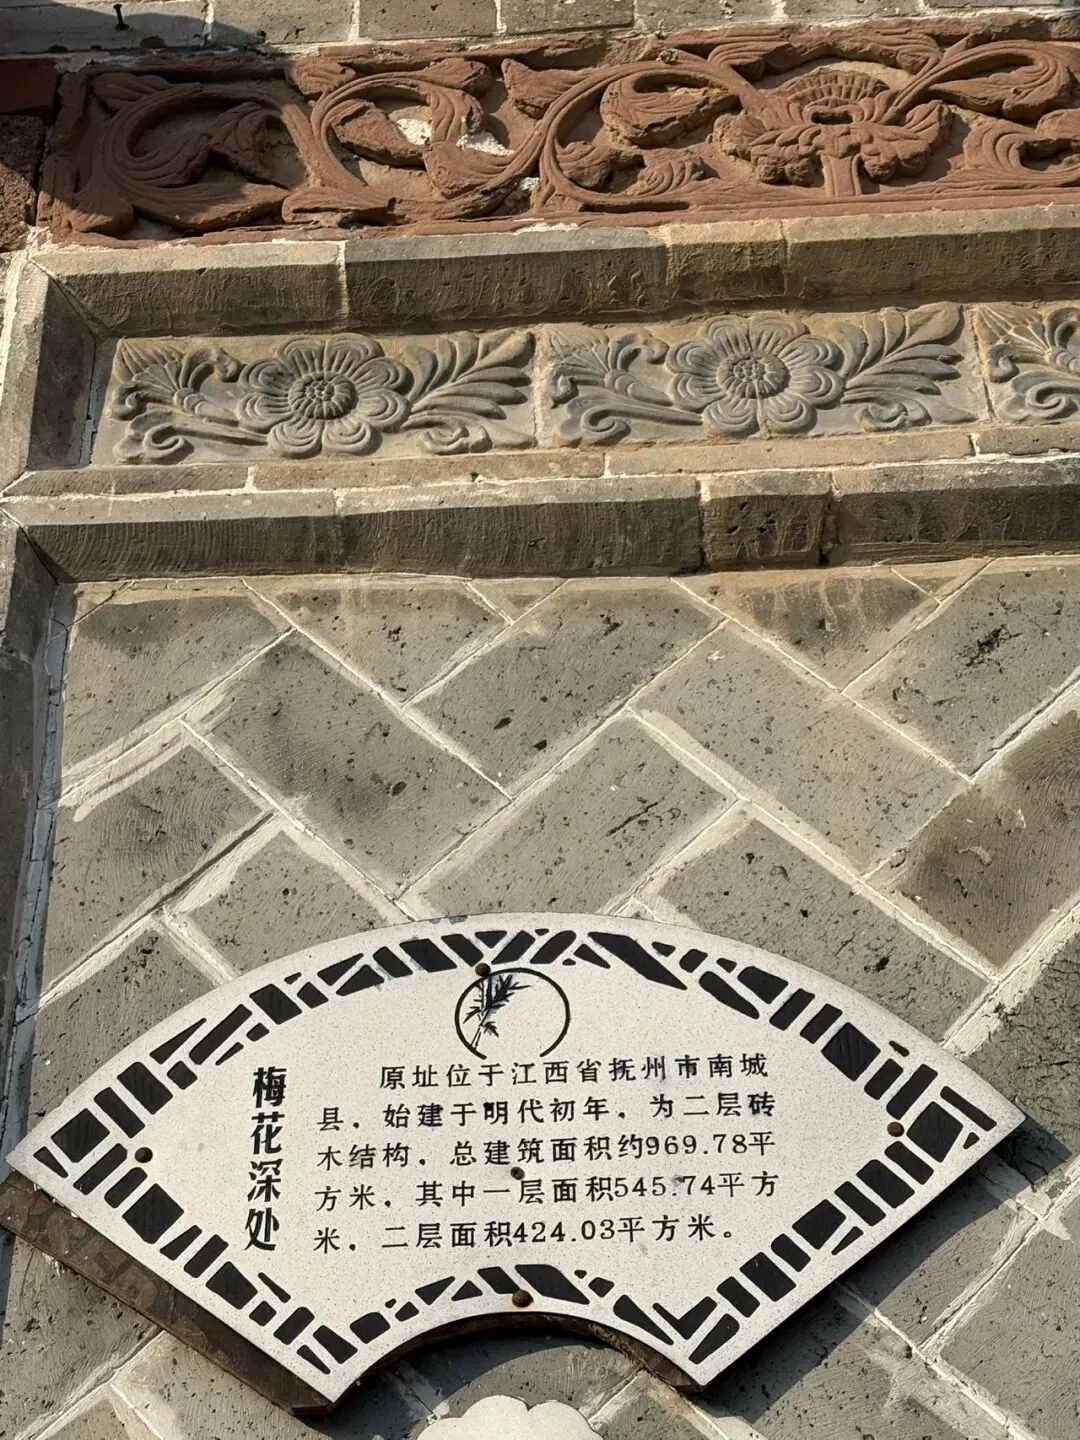 梅花深处
原址位于江西省抚州市南城
县，始建于明代初年，为二层砖
木结构，总建筑面积约969.78平
方米，其中一层面积545.74平方
米，二层面积424.03平方米。